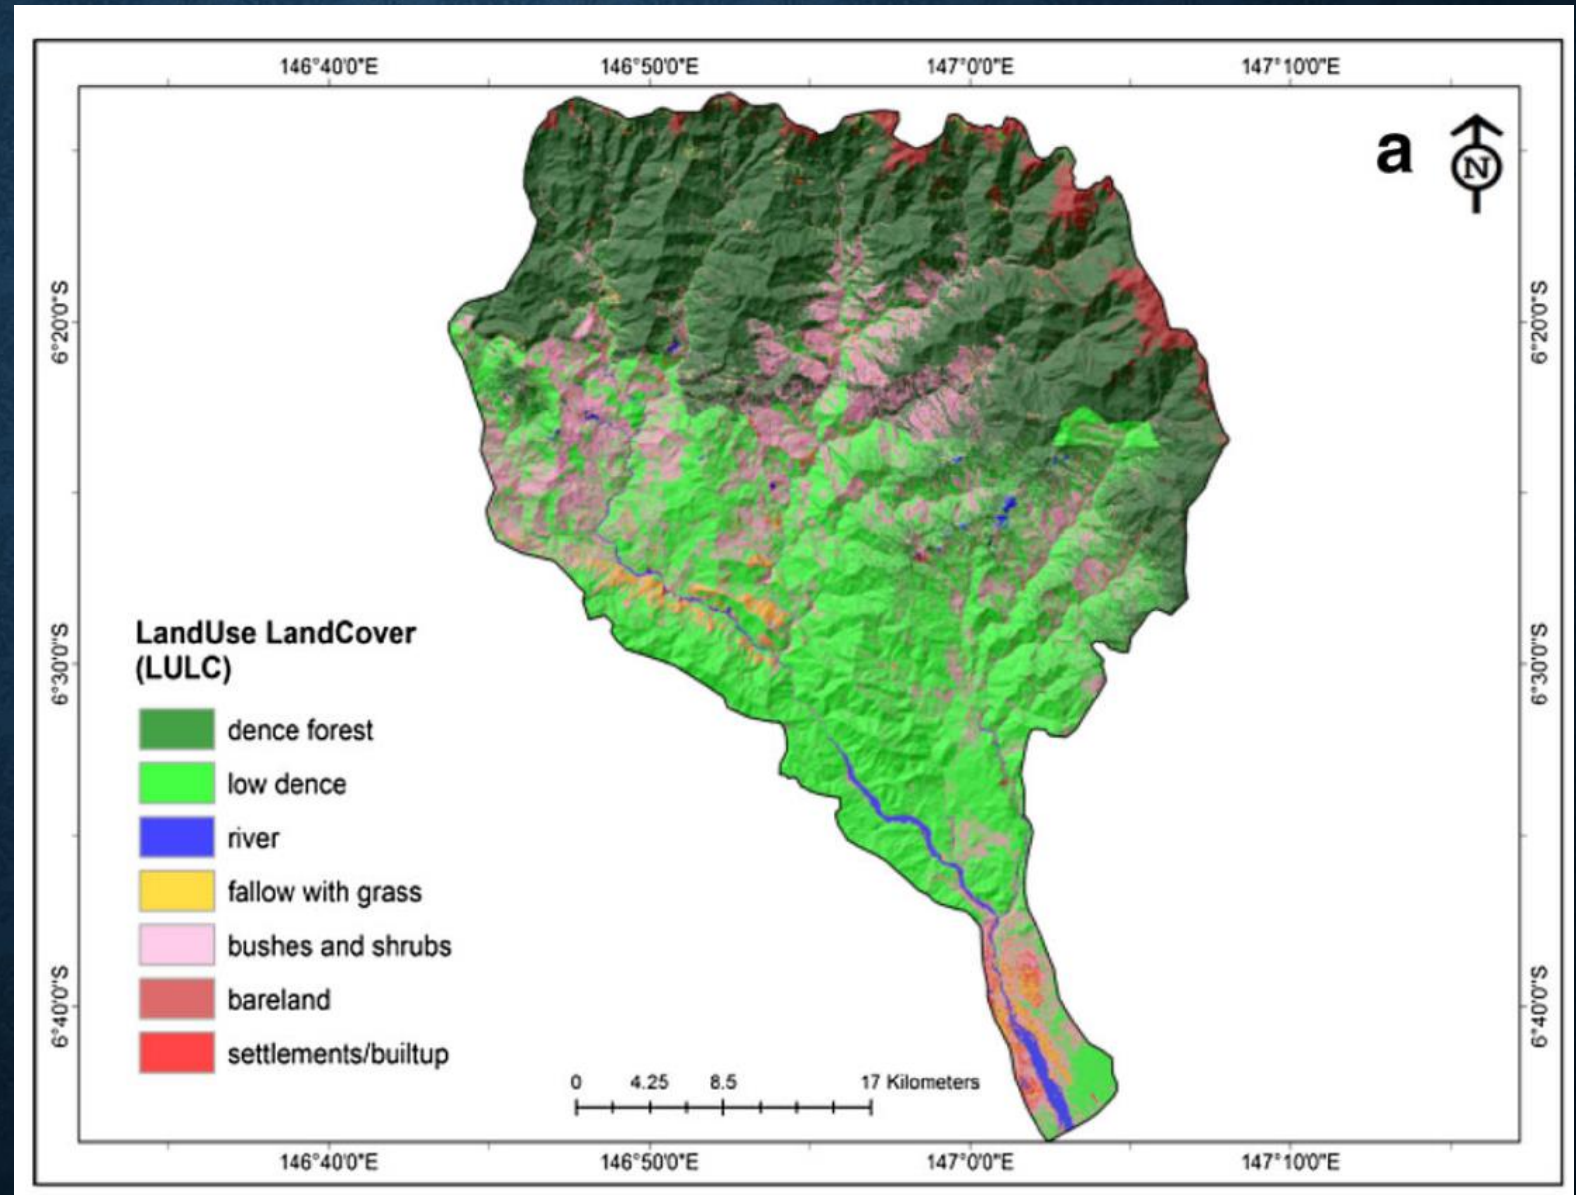 146°40'0"E 146°50'0"E 147°0'0"E 147°10'0"E
a
N
6°20'0"S 6°20'0"S
6°30'0"S 6°30'0"S
6°40'0"S 6°40'0"S
LandUse LandCover
(LULC)
dence forest
low dence
river
fallow with grass
bushes and shrubs
bareland
settlements/builtup
0 4.25 8.5 17 Kilometers
146°40'0"E 146°50'0"E 147°0'0"E 147°10'0"E